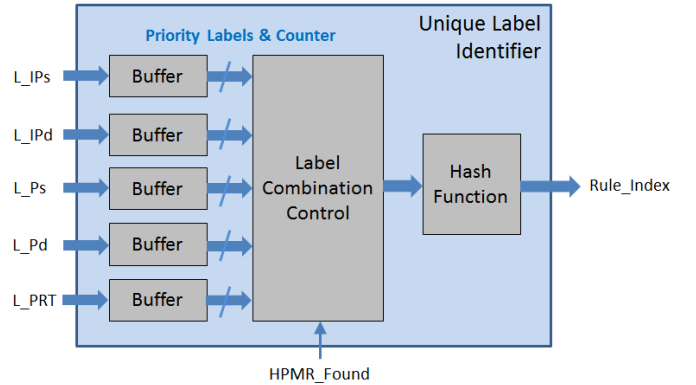 Unique Label
Identifier
Priority Labels & Counter
L_IPs
Buffer
L_IPd
Buffer
L_Ps
Buffer
L_Pd
Buffer
L_PRT
Buffer
Label
Combination
Control
Hash
Function
Rule_Index
HPMR_Found